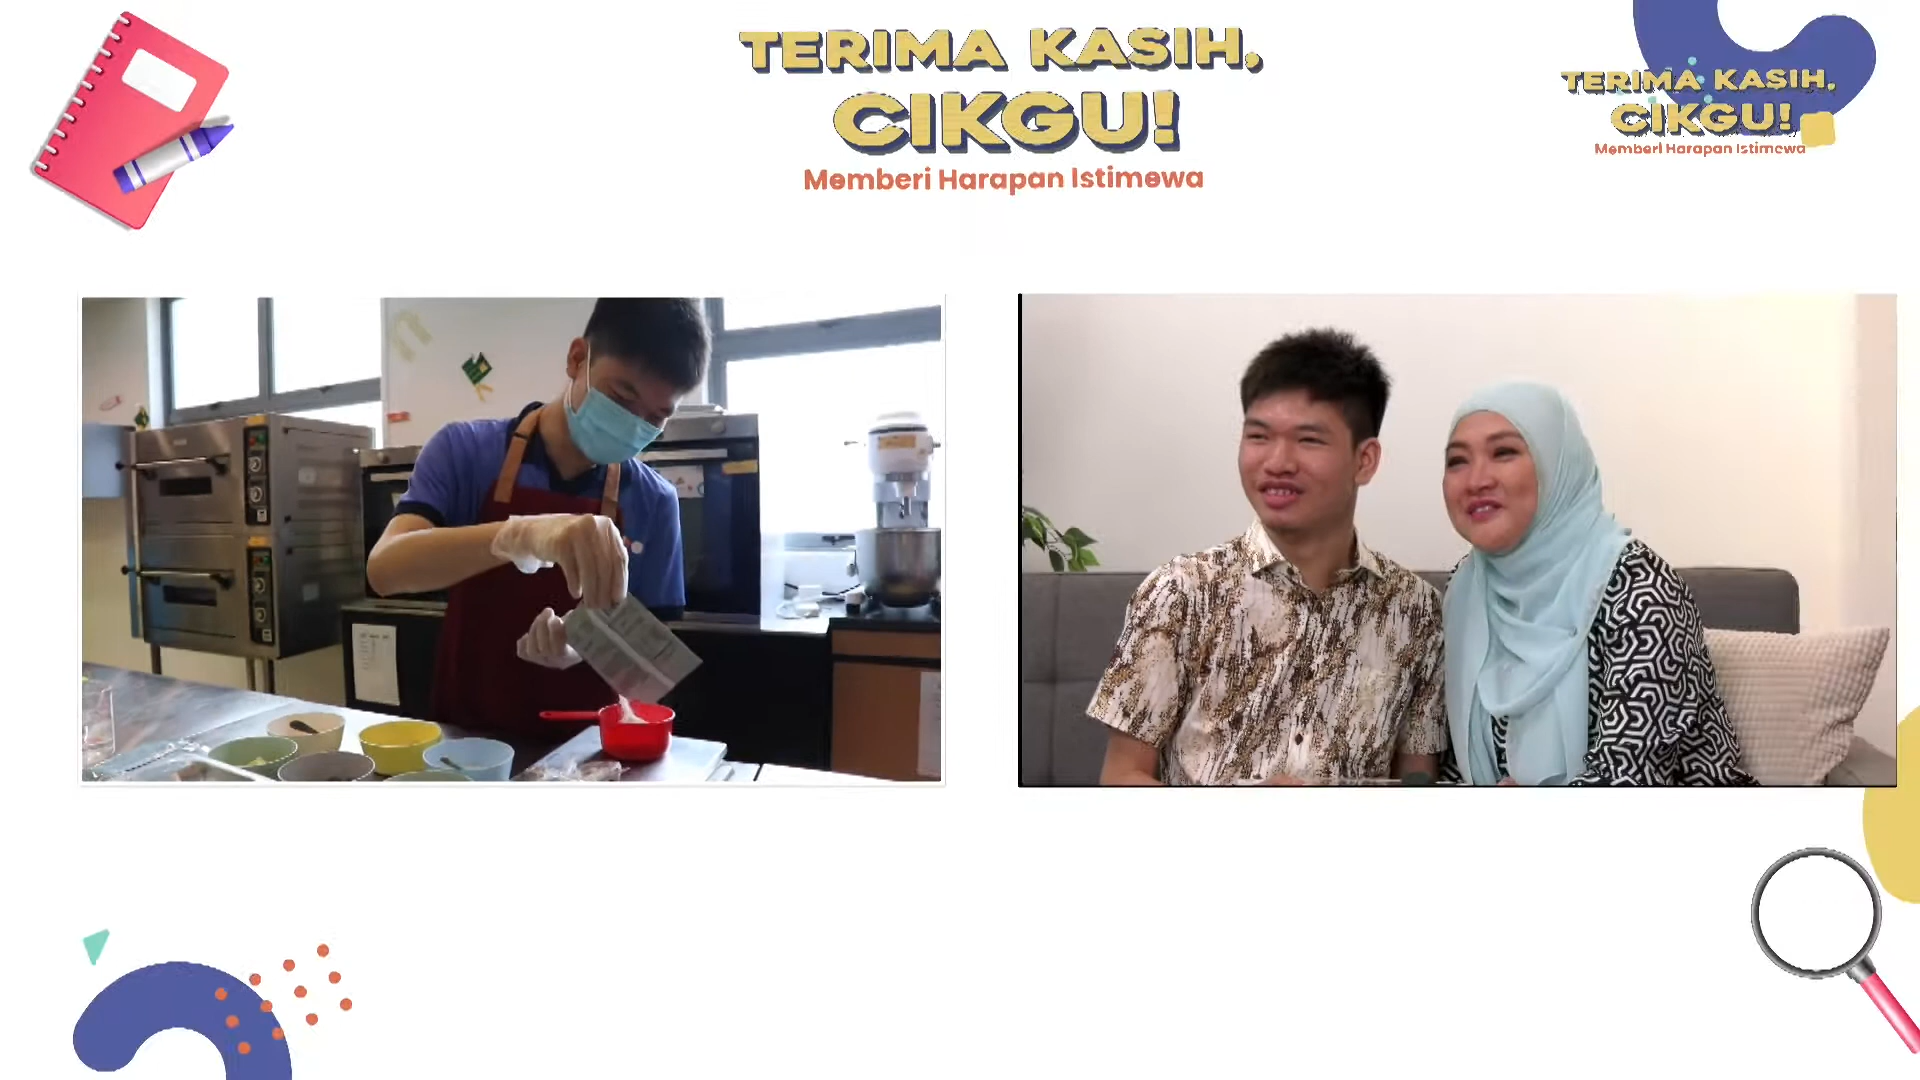 TERIMA KASIH,
CIKGU!
Memberi Harapan Istimewa
TERIMA KASIH,
CIKGU!
Memberi Harapan Istimewa